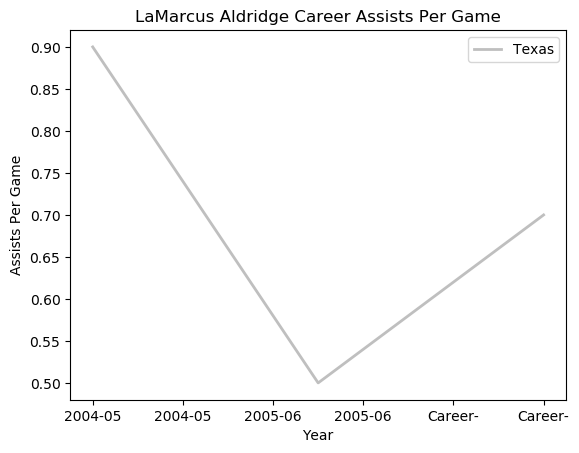 LaMarcus Aldridge Career Assists Per Game
Texas
0.90
0.85
0.80
0.75
0.70
0.65
0.60
0.55
0.50
Assists Per Game
2004-05 2004-05 2005-06 2005-06 Career- Career-
Year